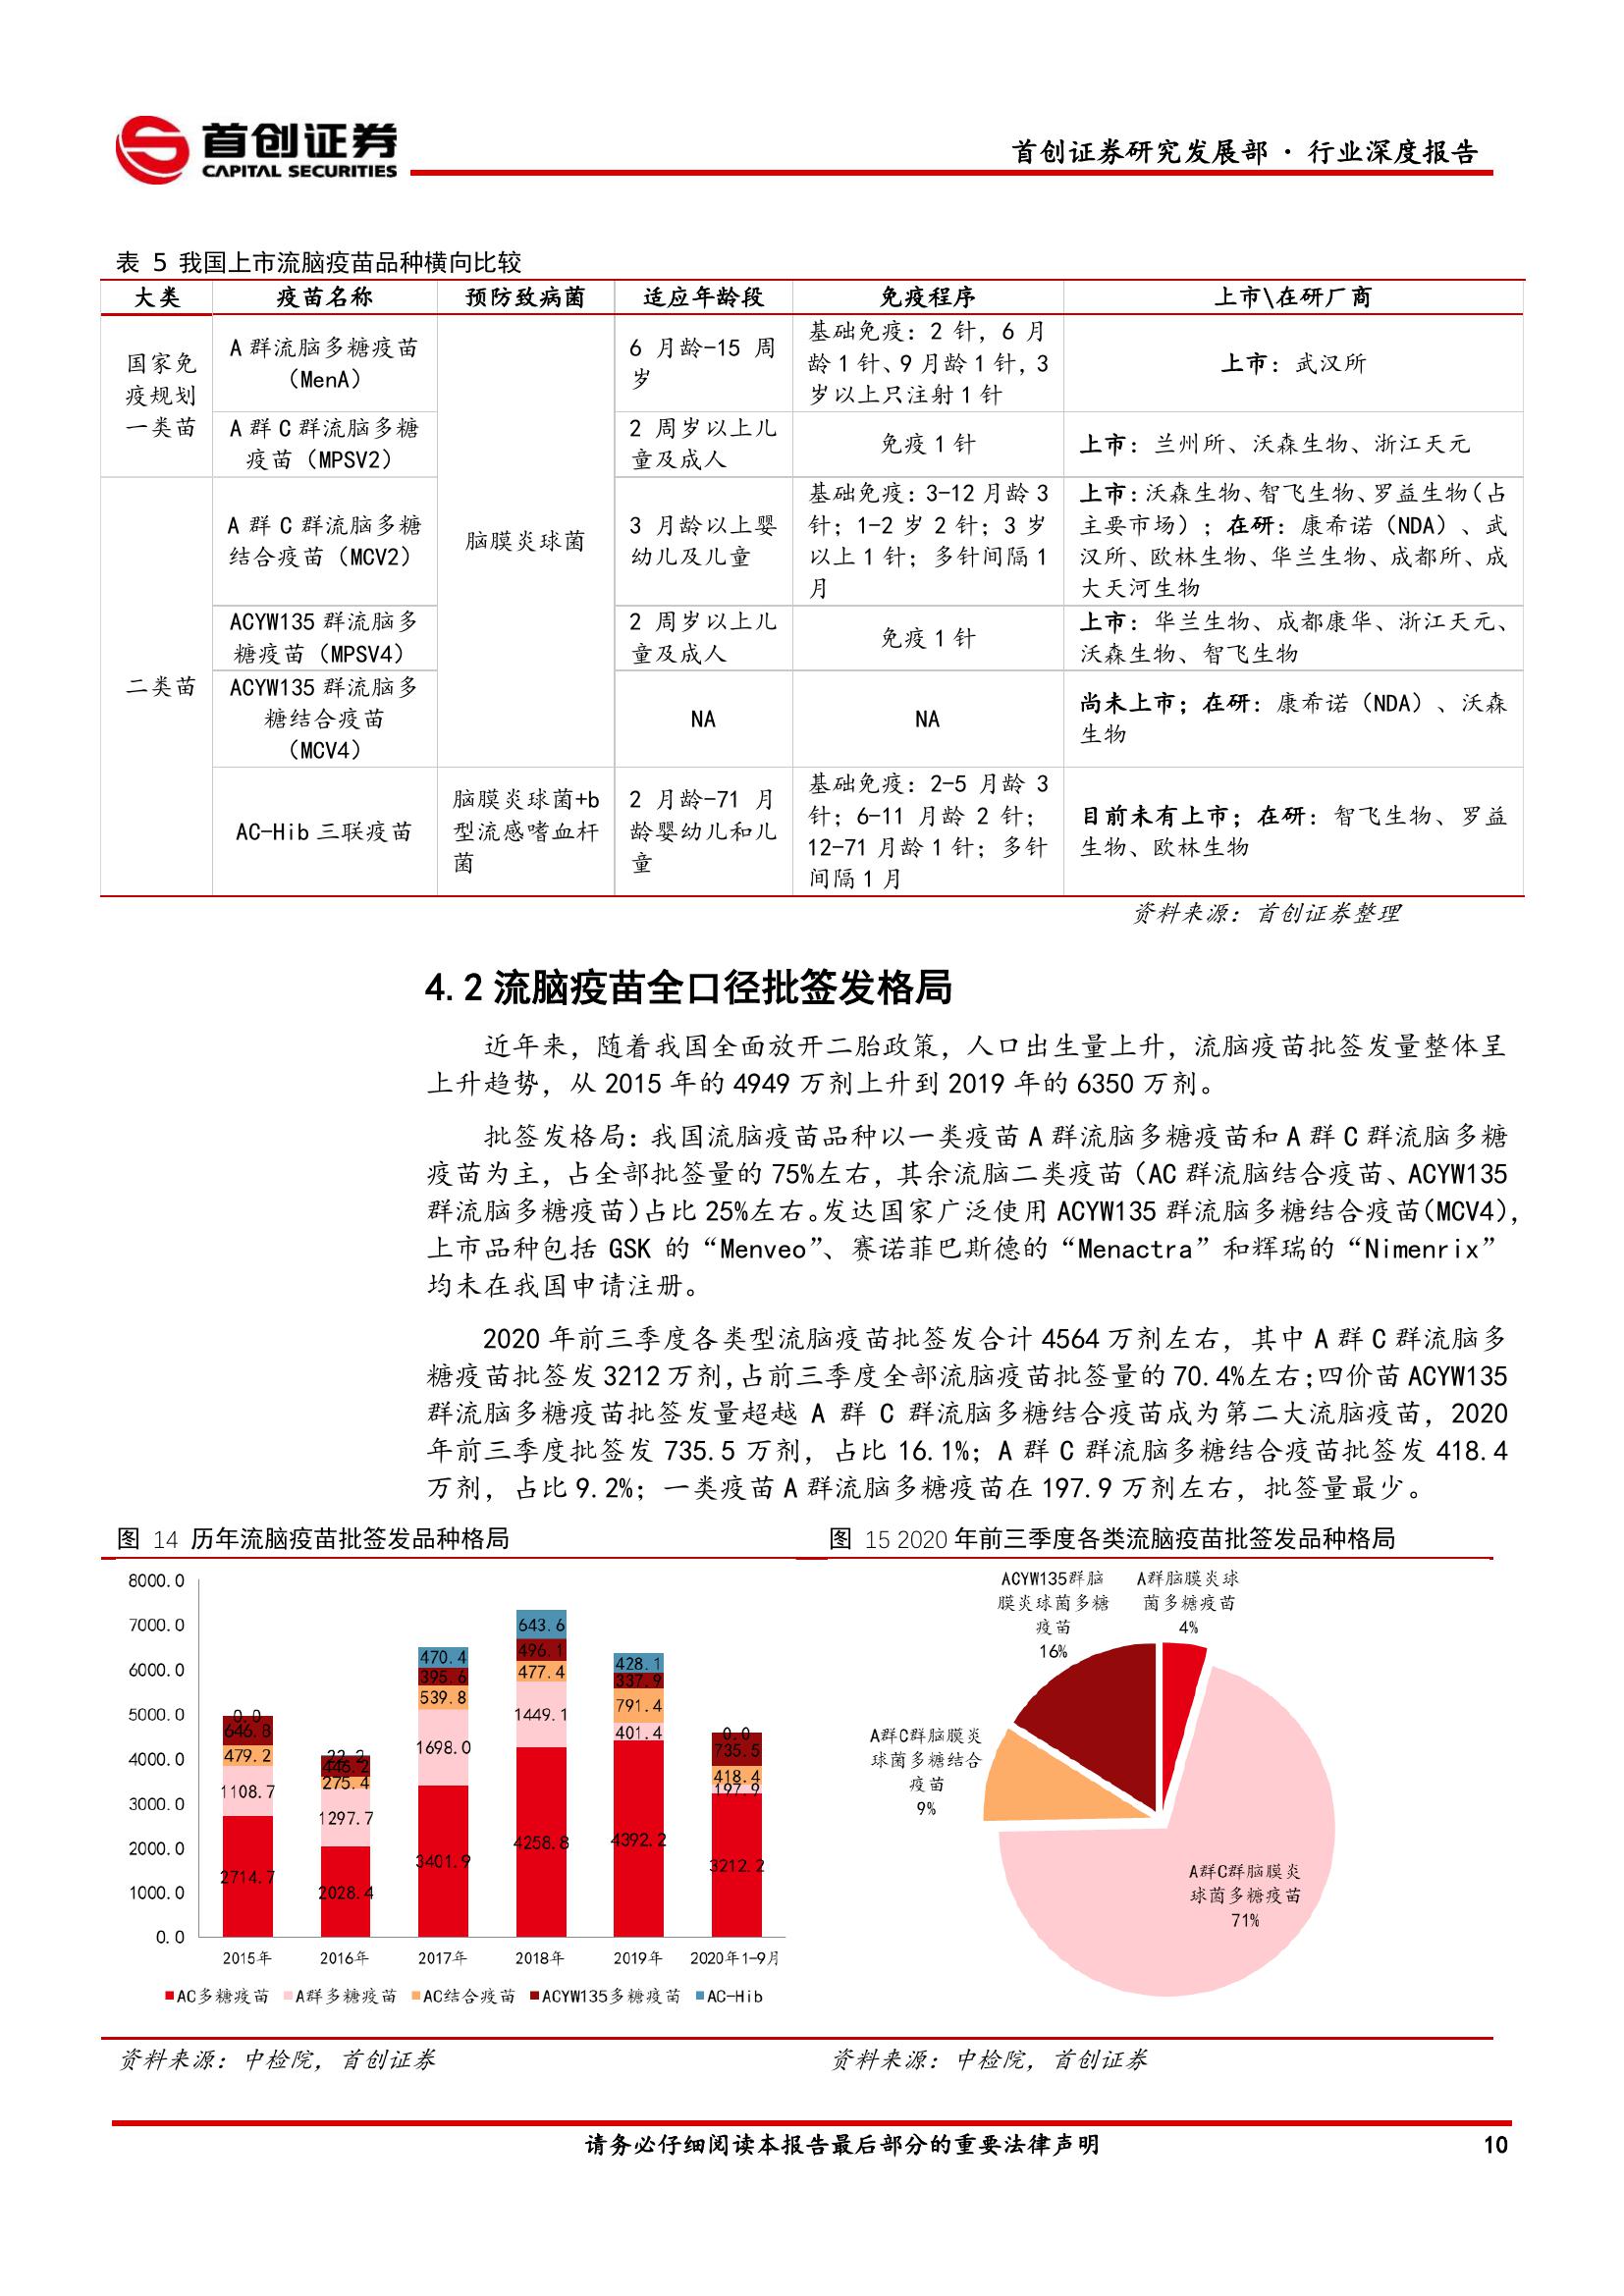 首创证券
CAPITAL SECURITIES
首创证券研究发展部 · 行业深度报告
表 5 我国上市流脑疫苗品种横向比较
大类 疫苗名称 预防致病菌 适应年龄段 免疫程序 上市\在研厂商
国家免
疫规划
一类苗
A 群流脑多糖疫苗
（MenA）
脑膜炎球菌
6 月龄-15 周
岁
基础免疫：2 针，6 月
龄 1 针、9 月龄 1 针，3
岁以上只注射 1 针
上市：武汉所
A 群 C 群流脑多糖
疫苗（MPSV2）
2 周岁以上儿
童及成人
免疫 1 针
上市：兰州所、沃森生物、浙江天元
二类苗
A 群 C 群流脑多糖
结合疫苗（MCV2）
3 月龄以上婴
幼儿及儿童
基础免疫：3-12 月龄 3
针；1-2 岁 2 针；3 岁
以上 1 针；多针间隔 1
月
上市：沃森生物、智飞生物、罗益生物（占
主要市场）；在研：康希诺（NDA）、武
汉所、欧林生物、华兰生物、成都所、成
大天河生物
ACYW135 群流脑多
糖疫苗（MPSV4）
2 周岁以上儿
童及成人
免疫 1 针
上市：华兰生物、成都康华、浙江天元、
沃森生物、智飞生物
ACYW135 群流脑多
糖结合疫苗
（MCV4）
NA
NA
尚未上市；在研：康希诺（NDA）、沃森
生物
AC-Hib 三联疫苗
脑膜炎球菌+b
型流感嗜血杆
菌
2 月龄-71 月
龄婴幼儿和儿
童
基础免疫：2-5 月龄 3
针；6-11 月龄 2 针；
12-71 月龄 1 针；多针
间隔 1 月
目前未有上市；在研：智飞生物、罗益
生物、欧林生物
资料来源：首创证券整理
4.2 流脑疫苗全口径批签发格局
近年来，随着我国全面放开二胎政策，人口出生量上升，流脑疫苗批签发量整体呈
上升趋势，从 2015 年的 4949 万剂上升到 2019 年的 6350 万剂。
批签发格局：我国流脑疫苗品种以一类疫苗 A 群流脑多糖疫苗和 A 群 C 群流脑多糖
疫苗为主，占全部批签量的 75%左右，其余流脑二类疫苗（AC 群流脑结合疫苗、ACYW135
群流脑多糖疫苗）占比 25%左右。发达国家广泛使用 ACYW135 群流脑多糖结合疫苗（MCV4），
上市品种包括 GSK 的“Menveo”、赛诺菲巴斯德的“Menactra”和辉瑞的“Nimenrix”
均未在我国申请注册。
2020 年前三季度各类型流脑疫苗批签发合计 4564 万剂左右，其中 A 群 C 群流脑多
糖疫苗批签发 3212 万剂，占前三季度全部流脑疫苗批签量的 70.4%左右；四价苗 ACYW135
群流脑多糖疫苗批签发量超越 A 群 C 群流脑多糖结合疫苗成为第二大流脑疫苗，2020
年前三季度批签发 735.5 万剂，占比 16.1%；A 群 C 群流脑多糖结合疫苗批签发 418.4
万剂，占比 9.2%；一类疫苗 A 群流脑多糖疫苗在 197.9 万剂左右，批签量最少。
图 14 历年流脑疫苗批签发品种格局
8000.0
7000.0
6000.0
5000.0
4000.0
3000.0
2000.0
1000.0
0.0
0.0
646.8
479.2
1108.7
2714.7
22.2
446.2
275.4
1297.7
2028.4
470.4
395.6
539.8
1698.0
3401.9
643.6
496.1
477.4
1449.1
4258.8
428.1
337.9
791.4
401.4
4392.2
0.0
735.5
418.4
197.9
3212.2
2015年 2016年 2017年 2018年 2019年 2020年1-9月
AC多糖疫苗 A群多糖疫苗 AC结合疫苗 ACYW135多糖疫苗 AC-Hib
图 15 2020 年前三季度各类流脑疫苗批签发品种格局
ACYW135群脑
膜炎球菌多糖
疫苗
16%
A群脑膜炎球
菌多糖疫苗
4%
A群C群脑膜炎
球菌多糖结合
疫苗
9%
A群C群脑膜炎
球菌多糖疫苗
71%
资料来源：中检院，首创证券
资料来源：中检院，首创证券
请务必仔细阅读本报告最后部分的重要法律声明
10